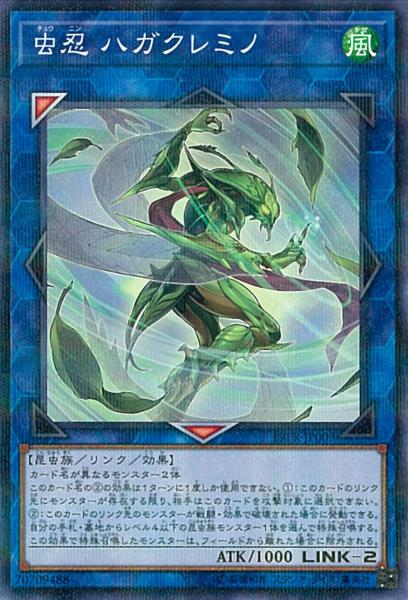 チュウ ニン
虫忍 ハガクレミノ
かぜ
風
【昆虫族/リンク/効果】
カード名が異なるモンスター2体
このカード名の②の効果は1ターンに1度しか使用できない。①:このカードのリンク
先にモンスターが存在する限り、相手はこのカードを攻撃対象に選択できない。
②:このカードのリンク先のモンスターが戦闘・効果で破壊された場合に発動できる。
自分の手札・墓地からレベル4以下の昆虫族モンスター1体を選んで特殊召喚する。
この効果で特殊召喚したモンスターは、フィールドから離れた場合に除外される。
ATK/1000 LINK-2
70709488